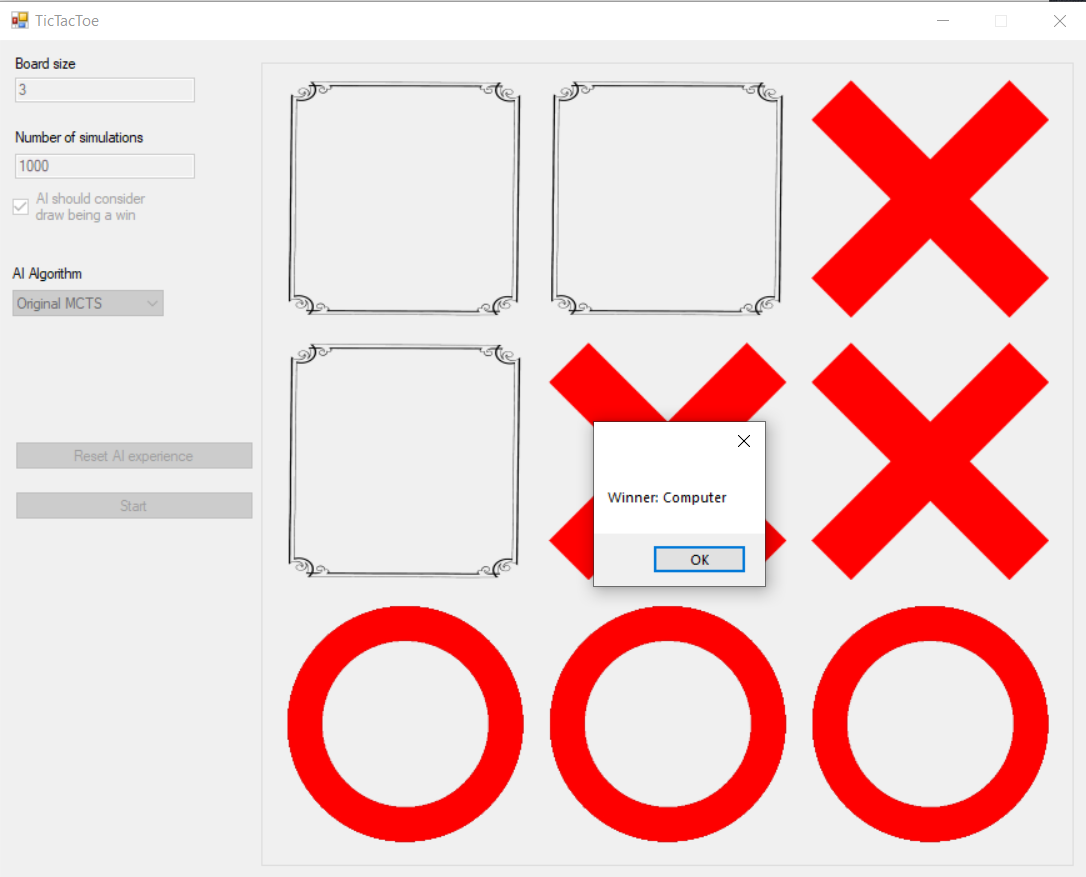 TicTacToe
Board size
3
Number of simulations
1000
AI should consider
draw being a win
AI Algorithm
Original MCTS
Reset AI experience
Start
Winner: Computer
OK